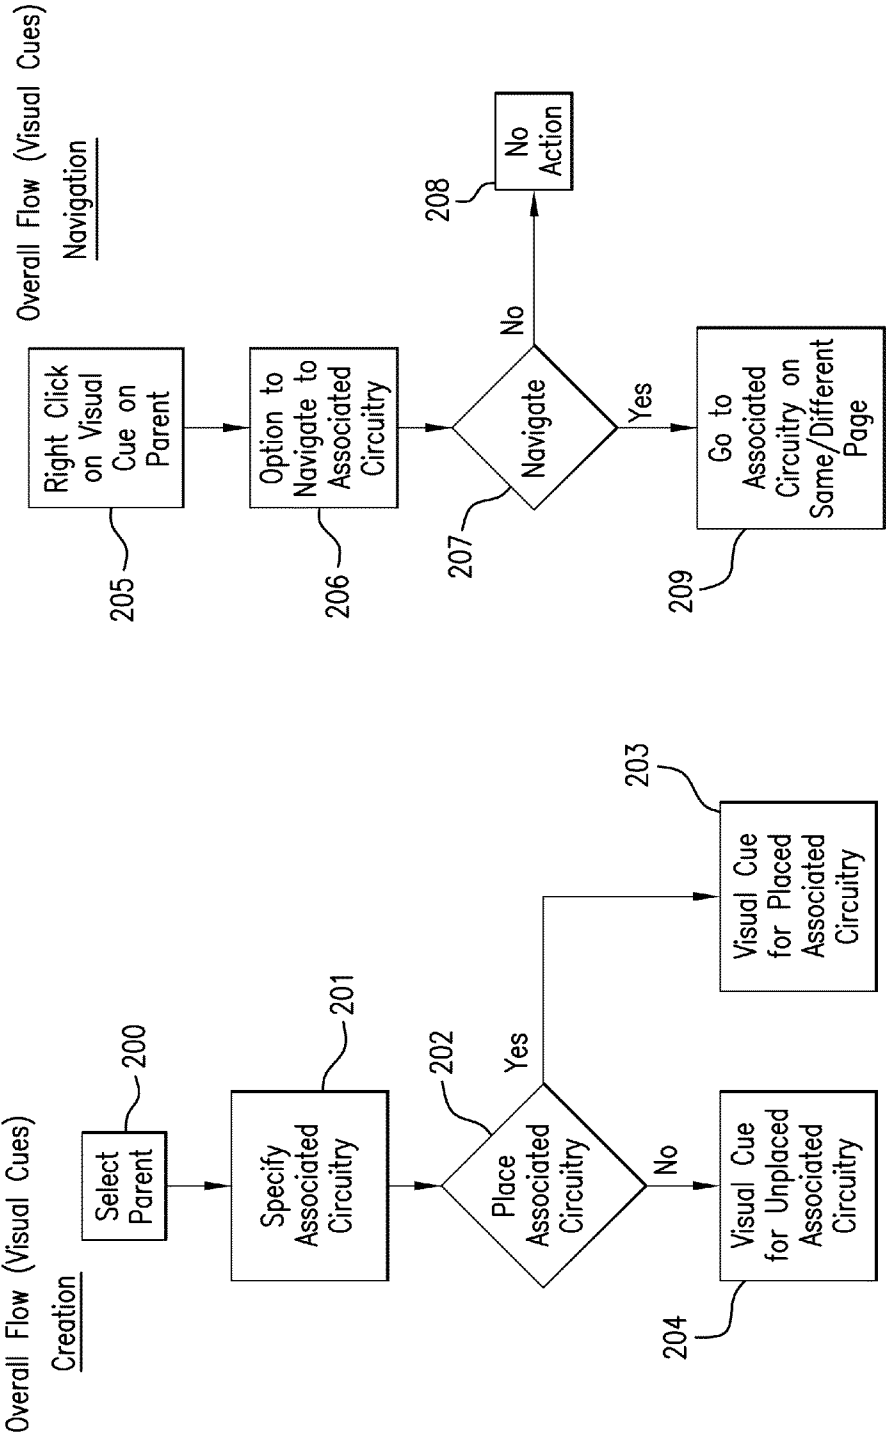 Overall Flow (Visual Cues)
Creation
Select
Parent
200
Specify
Associated
Circuitry
201
Place
Associated
Circuitry
202
Yes
No
Visual Cue
for Placed
Associated
Circuitry
203
Visual Cue
for Unplaced
Associated
Circuitry
204
Overall Flow (Visual Cues)
Navigation
Right Click
on Visual
Cue on
Parent
205
Option to
Navigate to
Associated
Circuitry
206
Navigate
207
No
Yes
No
Action
208
Go to
Associated
Circuitry on
Same/Different
Page
209